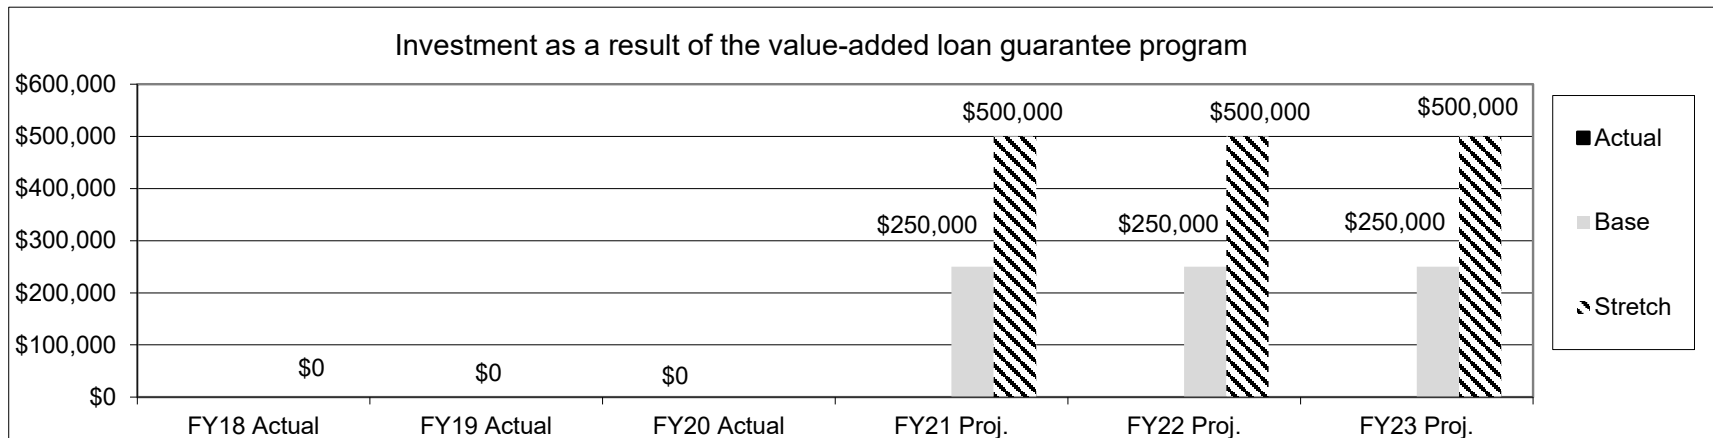 Investment as a result of the value-added loan guarantee program
$600,000
$500,000
$400,000
$300,000
$200,000
$100,000
$0
$0
$0
$0
$250,000
$500,000
$250,000
$500,000
$250,000
$500,000
FY18 Actual
FY19 Actual
FY20 Actual
FY21 Proj.
FY22 Proj.
FY23 Proj.
Actual
Base
Stretch